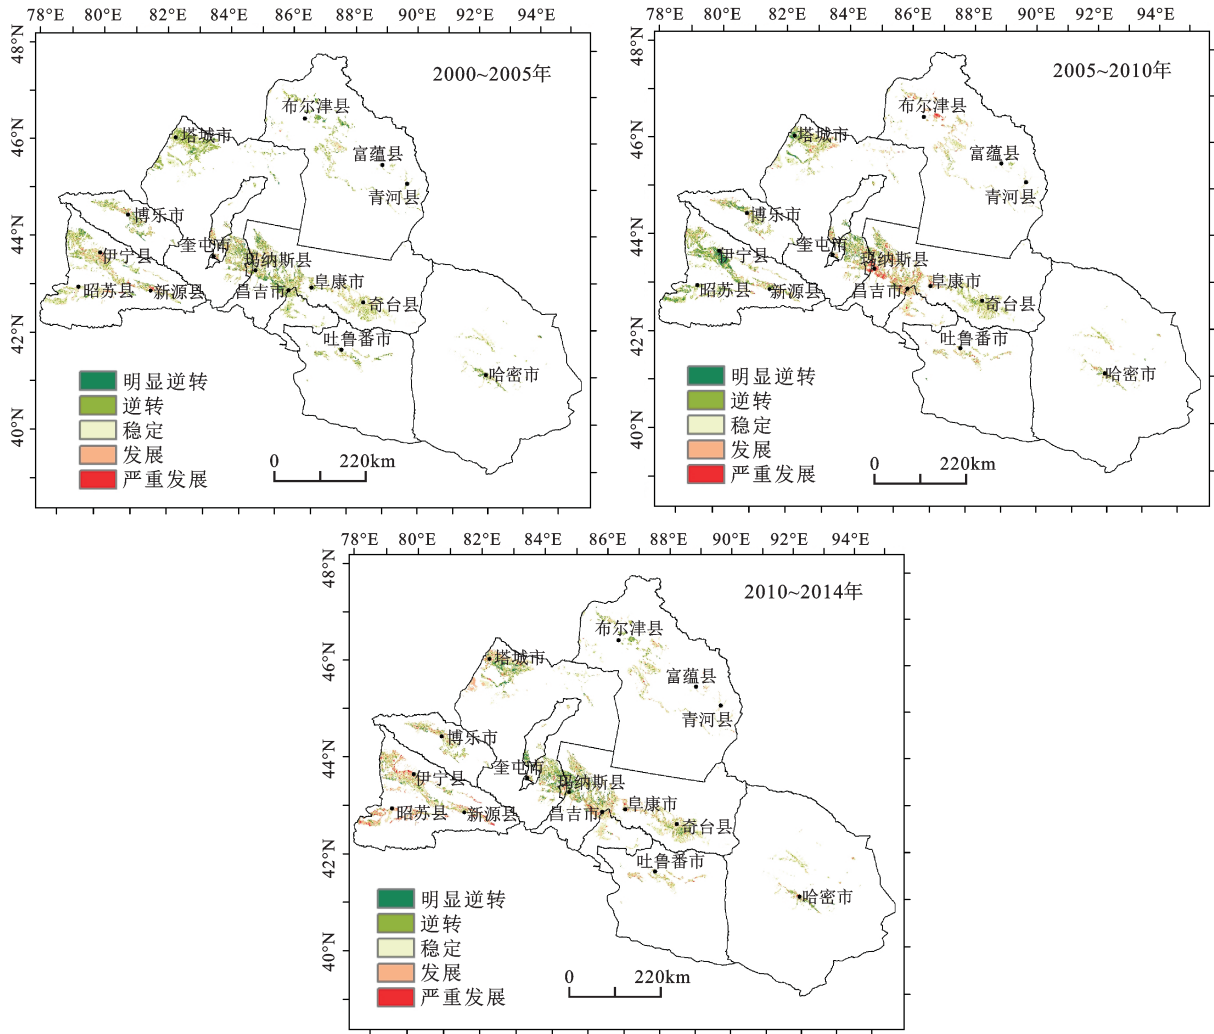 78°E 80°E 82°E 84°E 86°E 88°E 90°E 92°E 94°E
48°N
46°N
44°N
42°N
40°N
2000~2005年
布尔津县
塔城市
富蕴县
青河县
博乐市
奎屯市
伊宁县
玛纳斯县
阜康市
昭苏县
新源县
昌吉市
奇台县
吐鲁番市
哈密市
明显逆转
逆转
稳定
发展
严重发展
0 220km
78°E 80°E 82°E 84°E 86°E 88°E 90°E 92°E 94°E
48°N
46°N
44°N
42°N
40°N
2005~2010年
布尔津县
塔城市
富蕴县
青河县
博乐市
奎屯市
伊宁县
玛纳斯县
阜康市
昭苏县
新源县
昌吉市
奇台县
吐鲁番市
哈密市
明显逆转
逆转
稳定
发展
严重发展
0 220km
78°E 80°E 82°E 84°E 86°E 88°E 90°E 92°E 94°E
48°N
46°N
44°N
42°N
40°N
2010~2014年
布尔津县
塔城市
富蕴县
青河县
博乐市
奎屯市
伊宁县
玛纳斯县
阜康市
昭苏县
新源县
昌吉市
奇台县
吐鲁番市
哈密市
明显逆转
逆转
稳定
发展
严重发展
0 220km